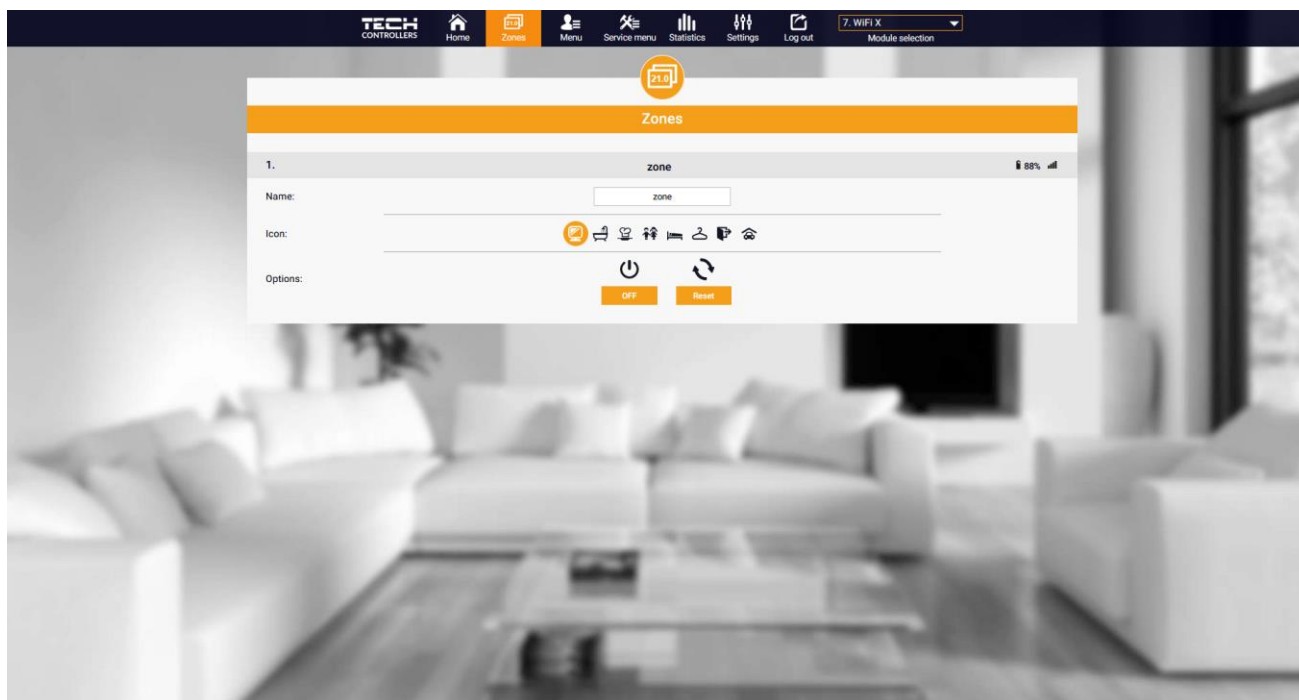 TECH
CONTROLLERS
Home
21.0
Zones
Menu
Service menu
Statistics
Settings
Log out
7. WiFi X
Module selection
21.0
Zones
1. zone 88%
Name: zone
Icon:
Options:
OFF Reset